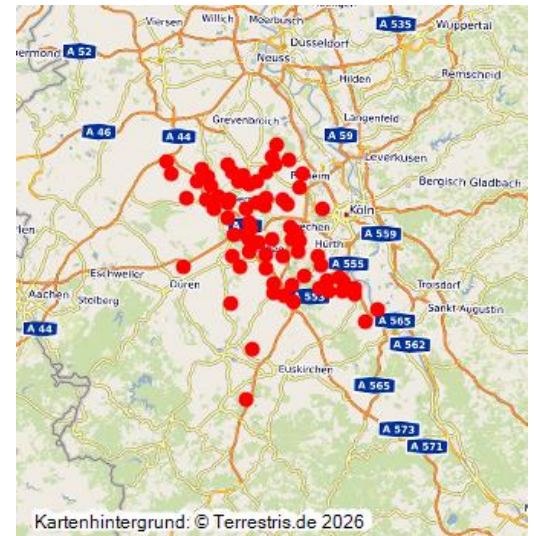 Viersen
Willich
Meerbusch
A 535
Wuppertal
Düsseldorf
A 52
Neuss
Remscheid
Hilden
Grevenbroich
Langenfeld
A 46
A 44
A 59
Leverkusen
Bergisch Gladbach
Köln
A 559
Hürth
A 555
Eschweiler
Düren
Troisdorf
Aachen
Stolberg
A 553
Sankt Augustin
A 44
A 565
A 562
Euskirchen
A 565
A 573
A 571
Kartenhintergrund: © Terrestris.de 2026